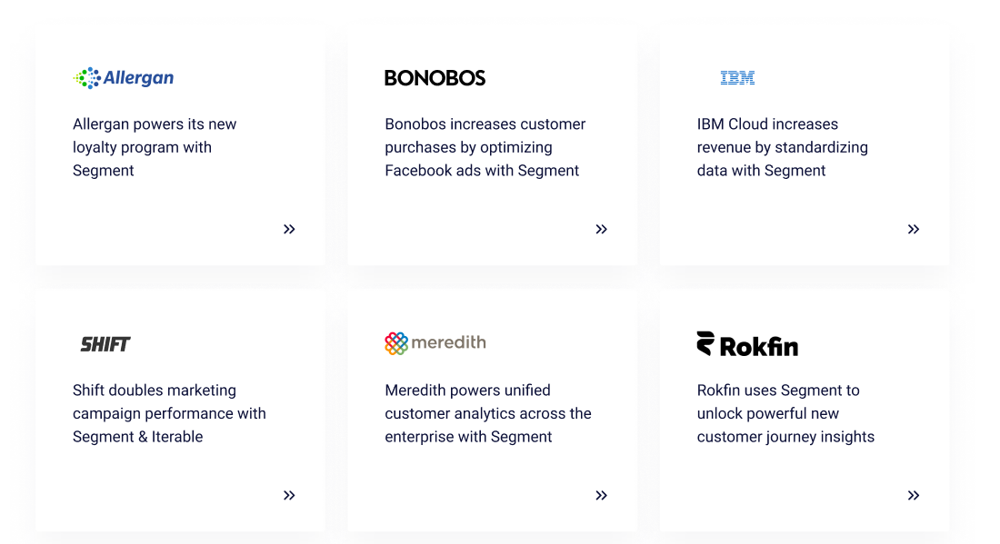 Allergan
Allergan powers its new
loyalty program with
Segment
BONOBOS
Bonobos increases customer
purchases by optimizing
Facebook ads with Segment
IBM
IBM Cloud increases
revenue by standardizing
data with Segment
SHIFT
Shift doubles marketing
campaign performance with
Segment & Iterable
meredith
Meredith powers unified
customer analytics across the
enterprise with Segment
Rokfin
Rokfin uses Segment to
unlock powerful new
customer journey insights